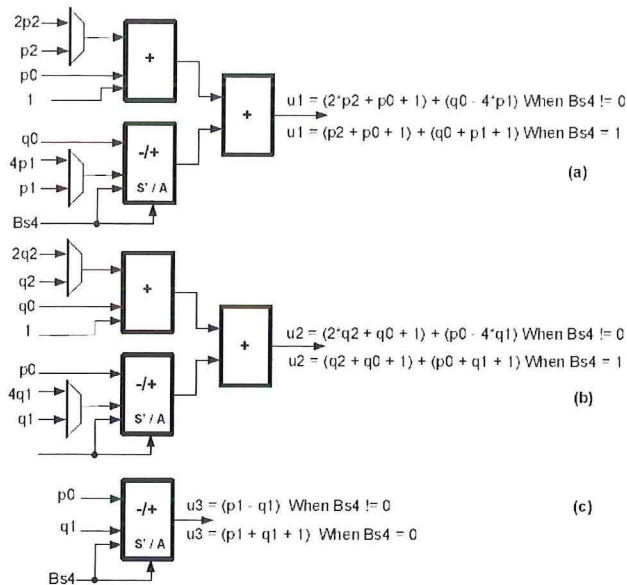 2p2
p2
p0
1
+
q0
4p1
p1
-/+
S' / A
Bs4
+
u1 = (2*p2 + p0 + 1) + (q0 - 4*p1) When Bs4 != 0
u1 = (p2 + p0 + 1) + (q0 + p1 + 1) When Bs4 = 1
(a)
2q2
q2
q0
1
+
p0
4q1
q1
-/+
S' / A
+
u2 = (2*q2 + q0 + 1) + (p0 - 4*q1) When Bs4 != 0
u2 = (q2 + q0 + 1) + (p0 + q1 + 1) When Bs4 = 1
(b)
p0
q1
-/+
S' / A
Bs4
u3 = (p1 - q1) When Bs4 != 0
u3 = (p1 + q1 + 1) When Bs4 = 0
(c)